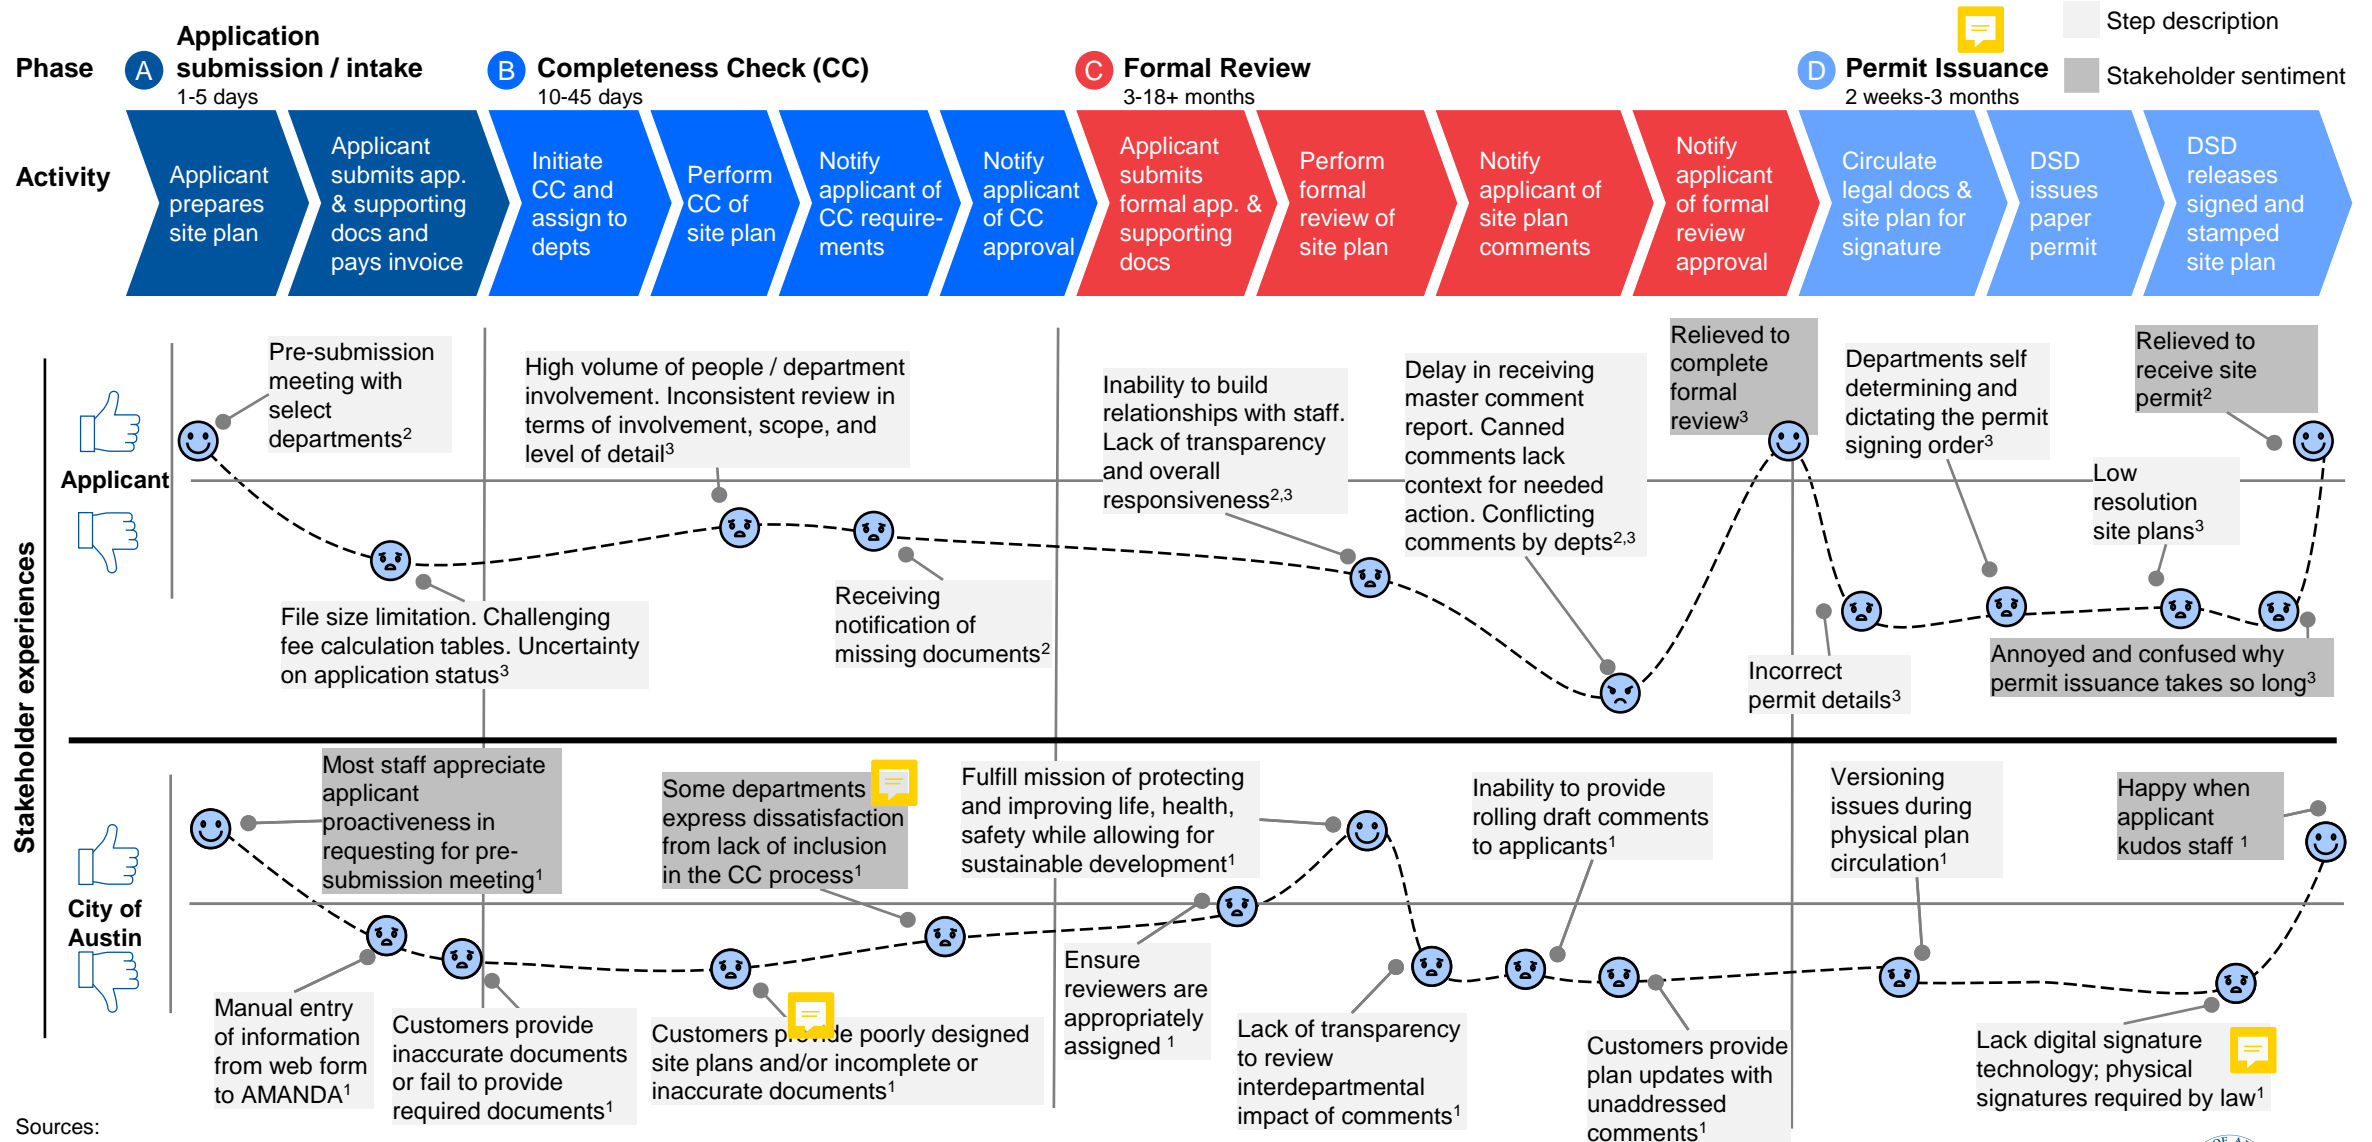 Phase
A
Application
submission / intake
1-5 days
B
Completeness Check (CC)
10-45 days
C
Formal Review
3-18+ months
D
Permit Issuance
2 weeks-3 months
Step description
Stakeholder sentiment
Activity
Applicant
prepares
site plan
Applicant
submits app.
& supporting
docs and
pays invoice
Initiate
CC and
assign to
depts
Perform
CC of
site plan
Notify
applicant of
CC require-
ments
Notify
applicant
of CC
approval
Applicant
submits
formal app. &
supporting
docs
Perform
formal
review of
site plan
Notify
applicant of
site plan
comments
Notify
applicant
of formal
review
approval
Circulate
legal docs &
site plan for
signature
DSD
issues
paper
permit
DSD
releases
signed and
stamped
site plan
Stakeholder experiences
Applicant
Pre-submission
meeting with
select
departments²
File size limitation. Challenging
fee calculation tables. Uncertainty
on application status³
High volume of people / department
involvement. Inconsistent review in
terms of involvement, scope, and
level of detail³
Receiving
notification of
missing documents²
Inability to build
relationships with staff.
Lack of transparency
and overall
responsiveness²,³
Delay in receiving
master comment
report. Canned
comments lack
context for needed
action. Conflicting
comments by depts²,³
Relieved to
complete
formal
review³
Incorrect
permit details³
Departments self
determining and
dictating the permit
signing order³
Low
resolution
site plans³
Annoyed and confused why
permit issuance takes so long³
Relieved to
receive site
permit²
City of
Austin
Most staff appreciate
applicant
proactiveness in
requesting for pre-
submission meeting¹
Manual entry
of information
from web form
to AMANDA¹
Customers provide
inaccurate documents
or fail to provide
required documents¹
Some departments
express dissatisfaction
from lack of inclusion
in the CC process¹
Customers provide poorly designed
site plans and/or incomplete or
inaccurate documents¹
Fulfill mission of protecting
and improving life, health,
safety while allowing for
sustainable development¹
Ensure
reviewers are
appropriately
assigned ¹
Lack of transparency
to review
interdepartmental
impact of comments¹
Inability to provide
rolling draft comments
to applicants¹
Customers provide
plan updates with
unaddressed
comments¹
Versioning
issues during
physical plan
circulation¹
Lack digital signature
technology; physical
signatures required by law¹
Happy when
applicant
kudos staff ¹
Sources: